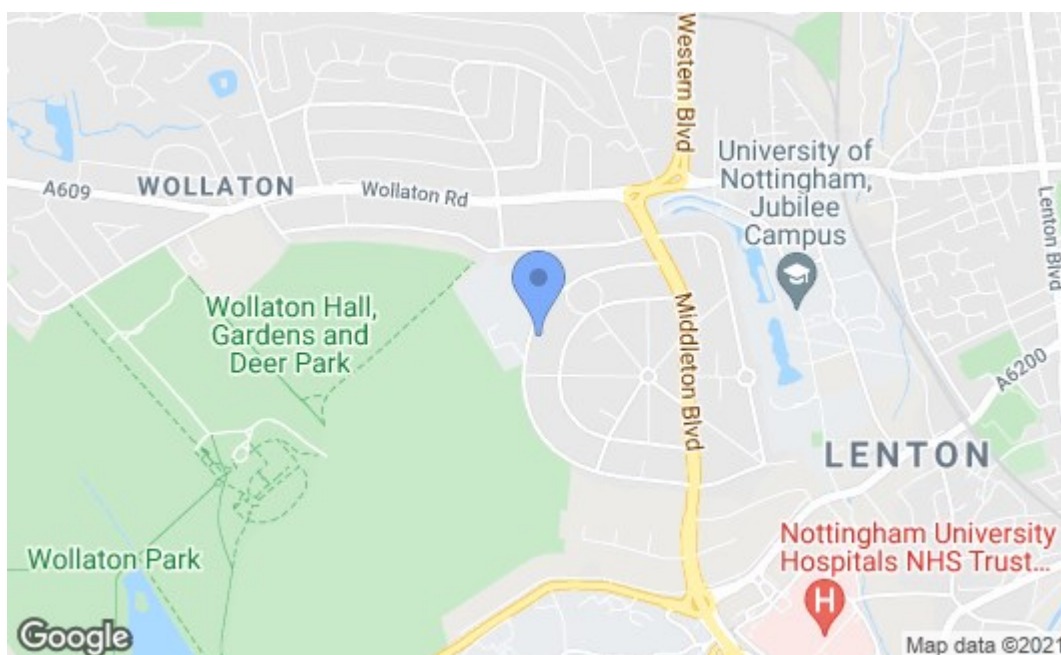 Western Blvd
University of
Nottingham,
Jubilee
Campus
Lenton Blvd
A609
WOLLATON
Wollaton Rd
Wollaton Hall,
Gardens and
Deer Park
Middleton Blvd
A6200
LENTON
Nottingham University
Hospitals NHS Trust...
H
Wollaton Park
Google
Map data ©2021